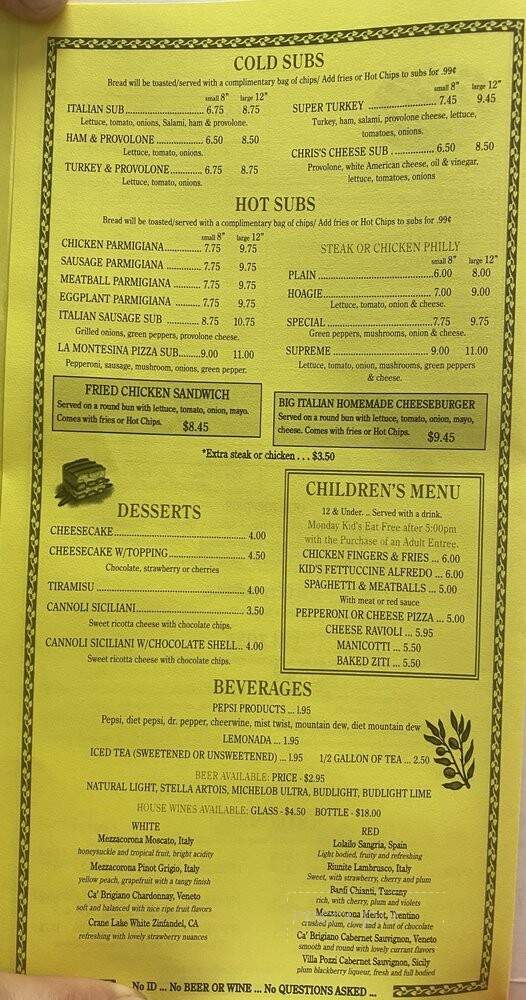 COLD SUBS
Bread will be toasted/served with a complimentary bag of chips/ Add fries or Hot Chips to subs for .99¢
small 8" large 12"
ITALIAN SUB ........................ 6.75 8.75
Lettuce, tomato, onions, Salami, ham & provolone.
HAM & PROVOLONE ............... 6.50 8.50
Lettuce, tomato, onions.
TURKEY & PROVOLONE............ 6.75 8.75
Lettuce, tomato, onions.
small 8" large 12"
SUPER TURKEY .................... 7.45 9.45
Turkey, ham, salami, provolone cheese, lettuce,
tomatoes, onions.
CHRIS'S CHEESE SUB ............. 6.50 8.50
Provolone, white American cheese, oil & vinegar,
lettuce, tomatoes, onions
HOT SUBS
Bread will be toasted/served with a complimentary bag of chips/ Add fries or Hot Chips to subs for .99¢
small 8" large 12"
CHICKEN PARMIGIANA............ 7.75 9.75
SAUSAGE PARMIGIANA ........... 7.75 9.75
MEATBALL PARMIGIANA ......... 7.75 9.75
EGGPLANT PARMIGIANA ......... 7.75 9.75
ITALIAN SAUSAGE SUB .......... 8.75 10.75
Grilled onions, green peppers, provolone cheese.
LA MONTESINA PIZZA SUB.......9.00 11.00
Pepperoni, sausage, mushroom, onions, green pepper.
STEAK OR CHICKEN PHILLY
small 8" large 12"
PLAIN ...................................6.00 8.00
HOAGIE.................................. 7.00 9.00
Lettuce, tomato, onion & cheese.
SPECIAL ................................7.75 9.75
Green peppers, mushrooms, onion & cheese.
SUPREME ............................. 9.00 11.00
Lettuce, tomato, onion, mushrooms, green peppers
& cheese.
FRIED CHICKEN SANDWICH
Served on a round bun with lettuce, tomato, onion, mayo.
Comes with fries or Hot Chips. $8.45
BIG ITALIAN HOMEMADE CHEESEBURGER
Served on a round bun with lettuce, tomato, onion, mayo,
cheese. Comes with fries or Hot Chips. $9.45
*Extra steak or chicken . . . $3.50
DESSERTS
CHEESECAKE........................................ 4.00
CHEESECAKE W/TOPPING....................... 4.50
Chocolate, strawberry or cherries
TIRAMISU ............................................ 4.00
CANNOLI SICILIANI................................ 3.50
Sweet ricotta cheese with chocolate chips.
CANNOLI SICILIANI W/CHOCOLATE SHELL.. 4.00
Sweet ricotta cheese with chocolate chips.
CHILDREN'S MENU
12 & Under. .. Served with a drink.
Monday Kid's Eat Free after 5:00pm
with the Purchase of an Adult Entree.
CHICKEN FINGERS & FRIES ... 6.00
KID'S FETTUCCINE ALFREDO ... 6.00
SPAGHETTI & MEATBALLS ... 5.00
With meat or red sauce
PEPPERONI OR CHEESE PIZZA ... 5.00
CHEESE RAVIOLI ... 5.95
MANICOTTI ... 5.50
BAKED ZITI ... 5.50
BEVERAGES
PEPSI PRODUCTS ... 1.95
Pepsi, diet pepsi, dr. pepper, cheerwine, mist twist, mountain dew, diet mountain dew
LEMONADA ... 1.95
ICED TEA (SWEETENED OR UNSWEETENED) ... 1.95 1/2 GALLON OF TEA ... 2.50
BEER AVAILABLE: PRICE - $2.95
NATURAL LIGHT, STELLA ARTOIS, MICHELOB ULTRA, BUDLIGHT, BUDLIGHT LIME
HOUSE WINES AVAILABLE: GLASS - $4.50 BOTTLE - $18.00
WHITE
Mezzacorona Moscato, Italy
honeysuckle and tropical fruit, bright acidity
Mezzacorona Pinot Grigio, Italy
yellow peach, grapefruit with a tangy finish
Ca' Brigiano Chardonnay, Veneto
soft and balanced with nice ripe fruit flavors
Crane Lake White Zinfandel, CA
refreshing with lovely strawberry nuances
RED
Lolailo Sangria, Spain
Light bodied, fruity and refreshing
Riunite Lambrusco, Italy
Sweet, with strawberry, cherry and plum
Banfi Chianti, Tuscany
rich, with cherry, plum and violets
Mezzacorona Merlot, Trentino
crushed plum, clove and a hint of chocolate
Ca' Brigiano Cabernet Sauvignon, Veneto
smooth and round with lovely currant flavors
Villa Pozzi Cabernet Sauvignon, Sicily
plum blackberry liqueur, fresh and full bodied
No ID ... No BEER OR WINE ... No QUESTIONS ASKED ...